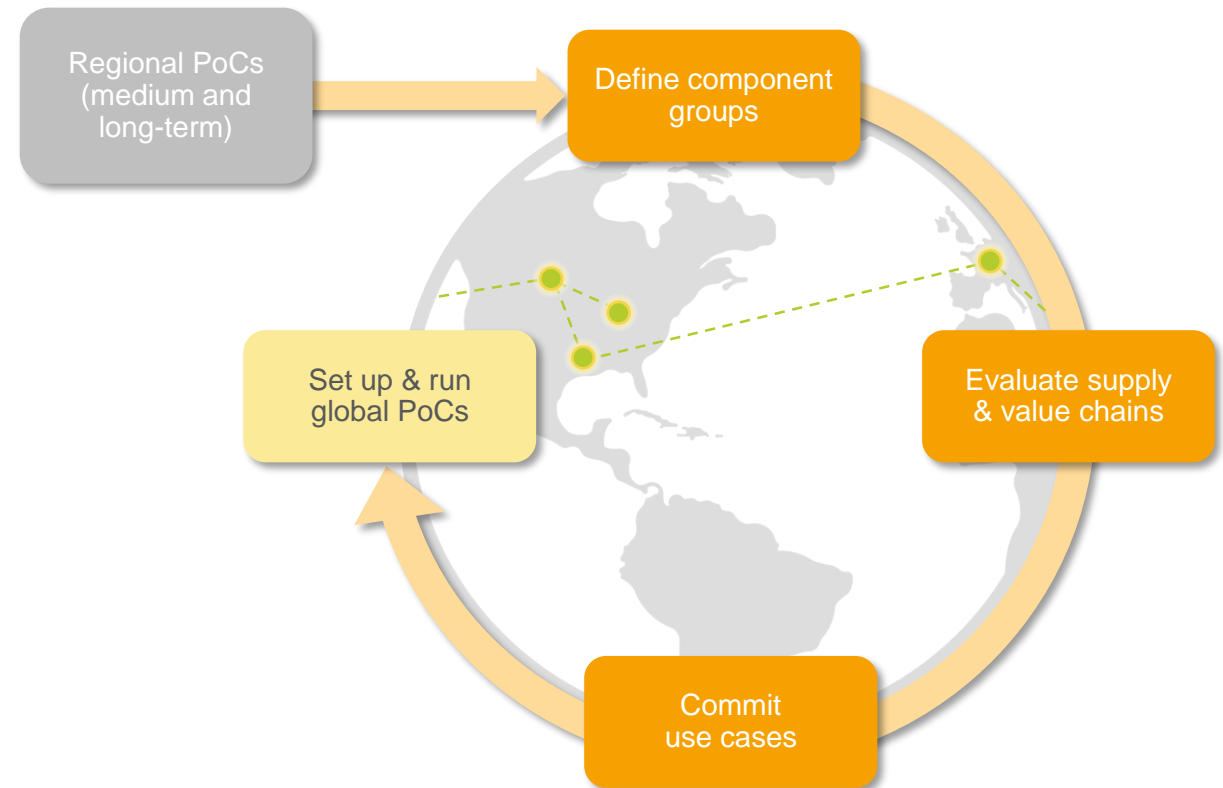 Regional PoCs
(medium and
long-term)
Define component
groups
Evaluate supply
& value chains
Commit
use cases
Set up & run
global PoCs